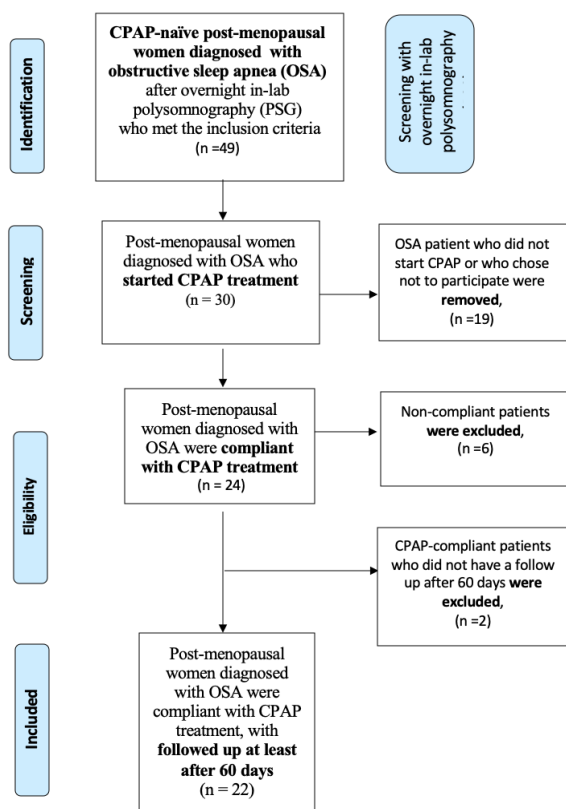 Identification
CPAP-naïve post-menopausal
women diagnosed with
obstructive sleep apnea (OSA)
after overnight in-lab
polysomnography (PSG)
who met the inclusion criteria
(n =49)
Screening with
overnight in-lab
polysomnography
Screening
Post-menopausal women
diagnosed with OSA who
started CPAP treatment
(n = 30)
OSA patient who did not
start CPAP or who chose
not to participate were
removed,
(n =19)
Eligibility
Post-menopausal
women diagnosed with
OSA were compliant
with CPAP treatment
(n = 24)
Non-compliant patients
were excluded,
(n =6)
CPAP-compliant patients
who did not have a follow
up after 60 days were
excluded,
(n =2)
Included
Post-menopausal
women diagnosed
with OSA were
compliant with CPAP
treatment, with
followed up at least
after 60 days
(n = 22)